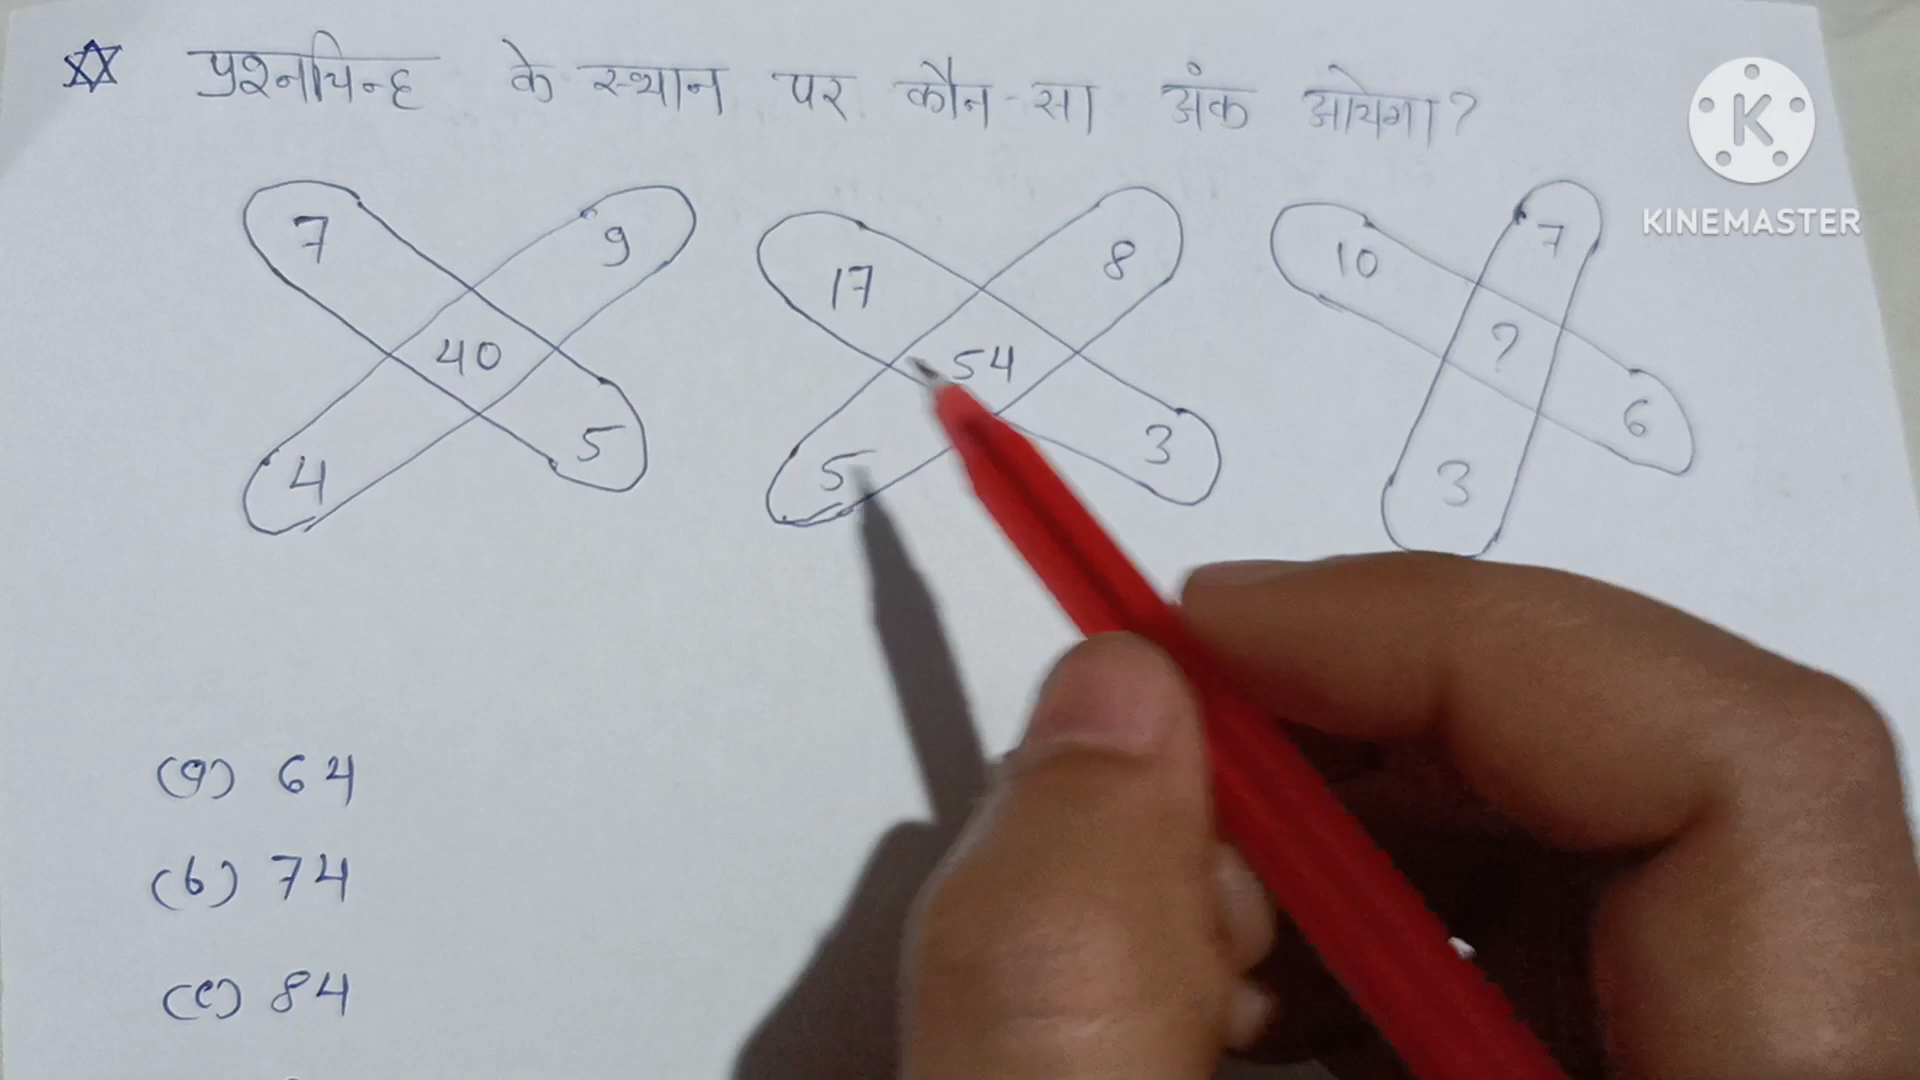 प्रश्नचिन्ह के स्थान पर कौन-सा अंक आयेगा?
K
KINEMASTER
7 9 17 8 10 7
40 54 ?
4 5 5 3 3 6
(a) 64
(b) 74
(c) 84